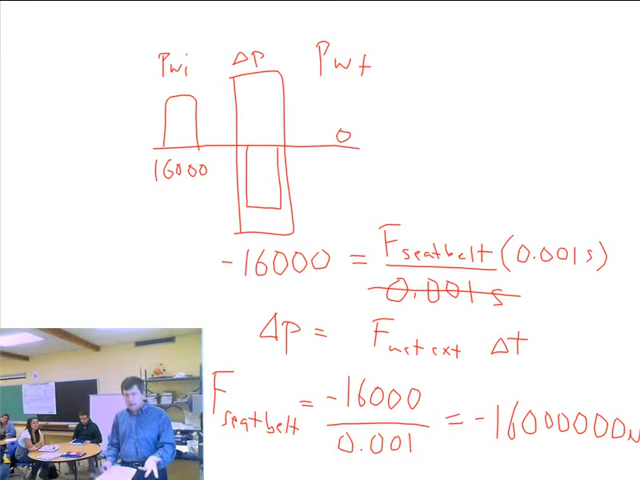 Pwi ΔP Pwf
0
16000
-16000 = Fseatbelt (0.001s)
0.001 s
Δp = Fnet ext Δt
Fseatbelt = -16000 / 0.001 = -16000000N